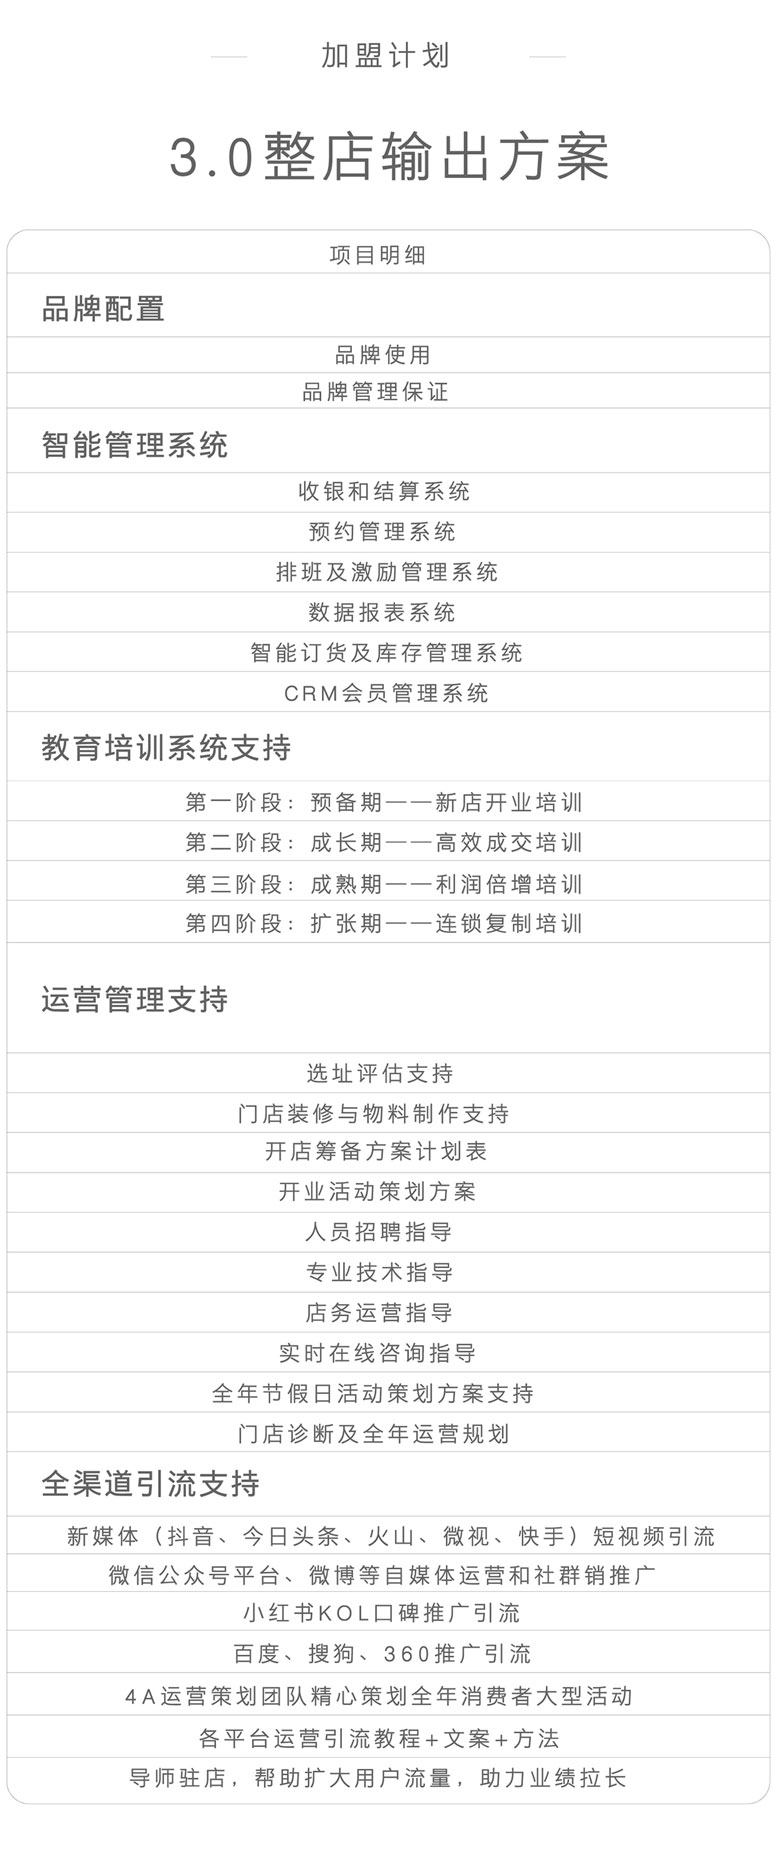 加盟计划
3.0整店输出方案
项目明细
品牌配置
品牌使用
品牌管理保证
智能管理系统
收银和结算系统
预约管理系统
排班及激励管理系统
数据报表系统
智能订货及库存管理系统
CRM会员管理系统
教育培训系统支持
第一阶段：预备期——新店开业培训
第二阶段：成长期——高效成交培训
第三阶段：成熟期——利润倍增培训
第四阶段：扩张期——连锁复制培训
运营管理支持
选址评估支持
门店装修与物料制作支持
开店筹备方案计划表
开业活动策划方案
人员招聘指导
专业技术指导
店务运营指导
实时在线咨询指导
全年节假日活动策划方案支持
门店诊断及全年运营规划
全渠道引流支持
新媒体（抖音、今日头条、火山、微视、快手）短视频引流
微信公众号平台、微博等自媒体运营和社群销推广
小红书KOL口碑推广引流
百度、搜狗、360推广引流
4A运营策划团队精心策划全年消费者大型活动
各平台运营引流教程+文案+方法
导师驻店，帮助扩大用户流量，助力业绩拉长